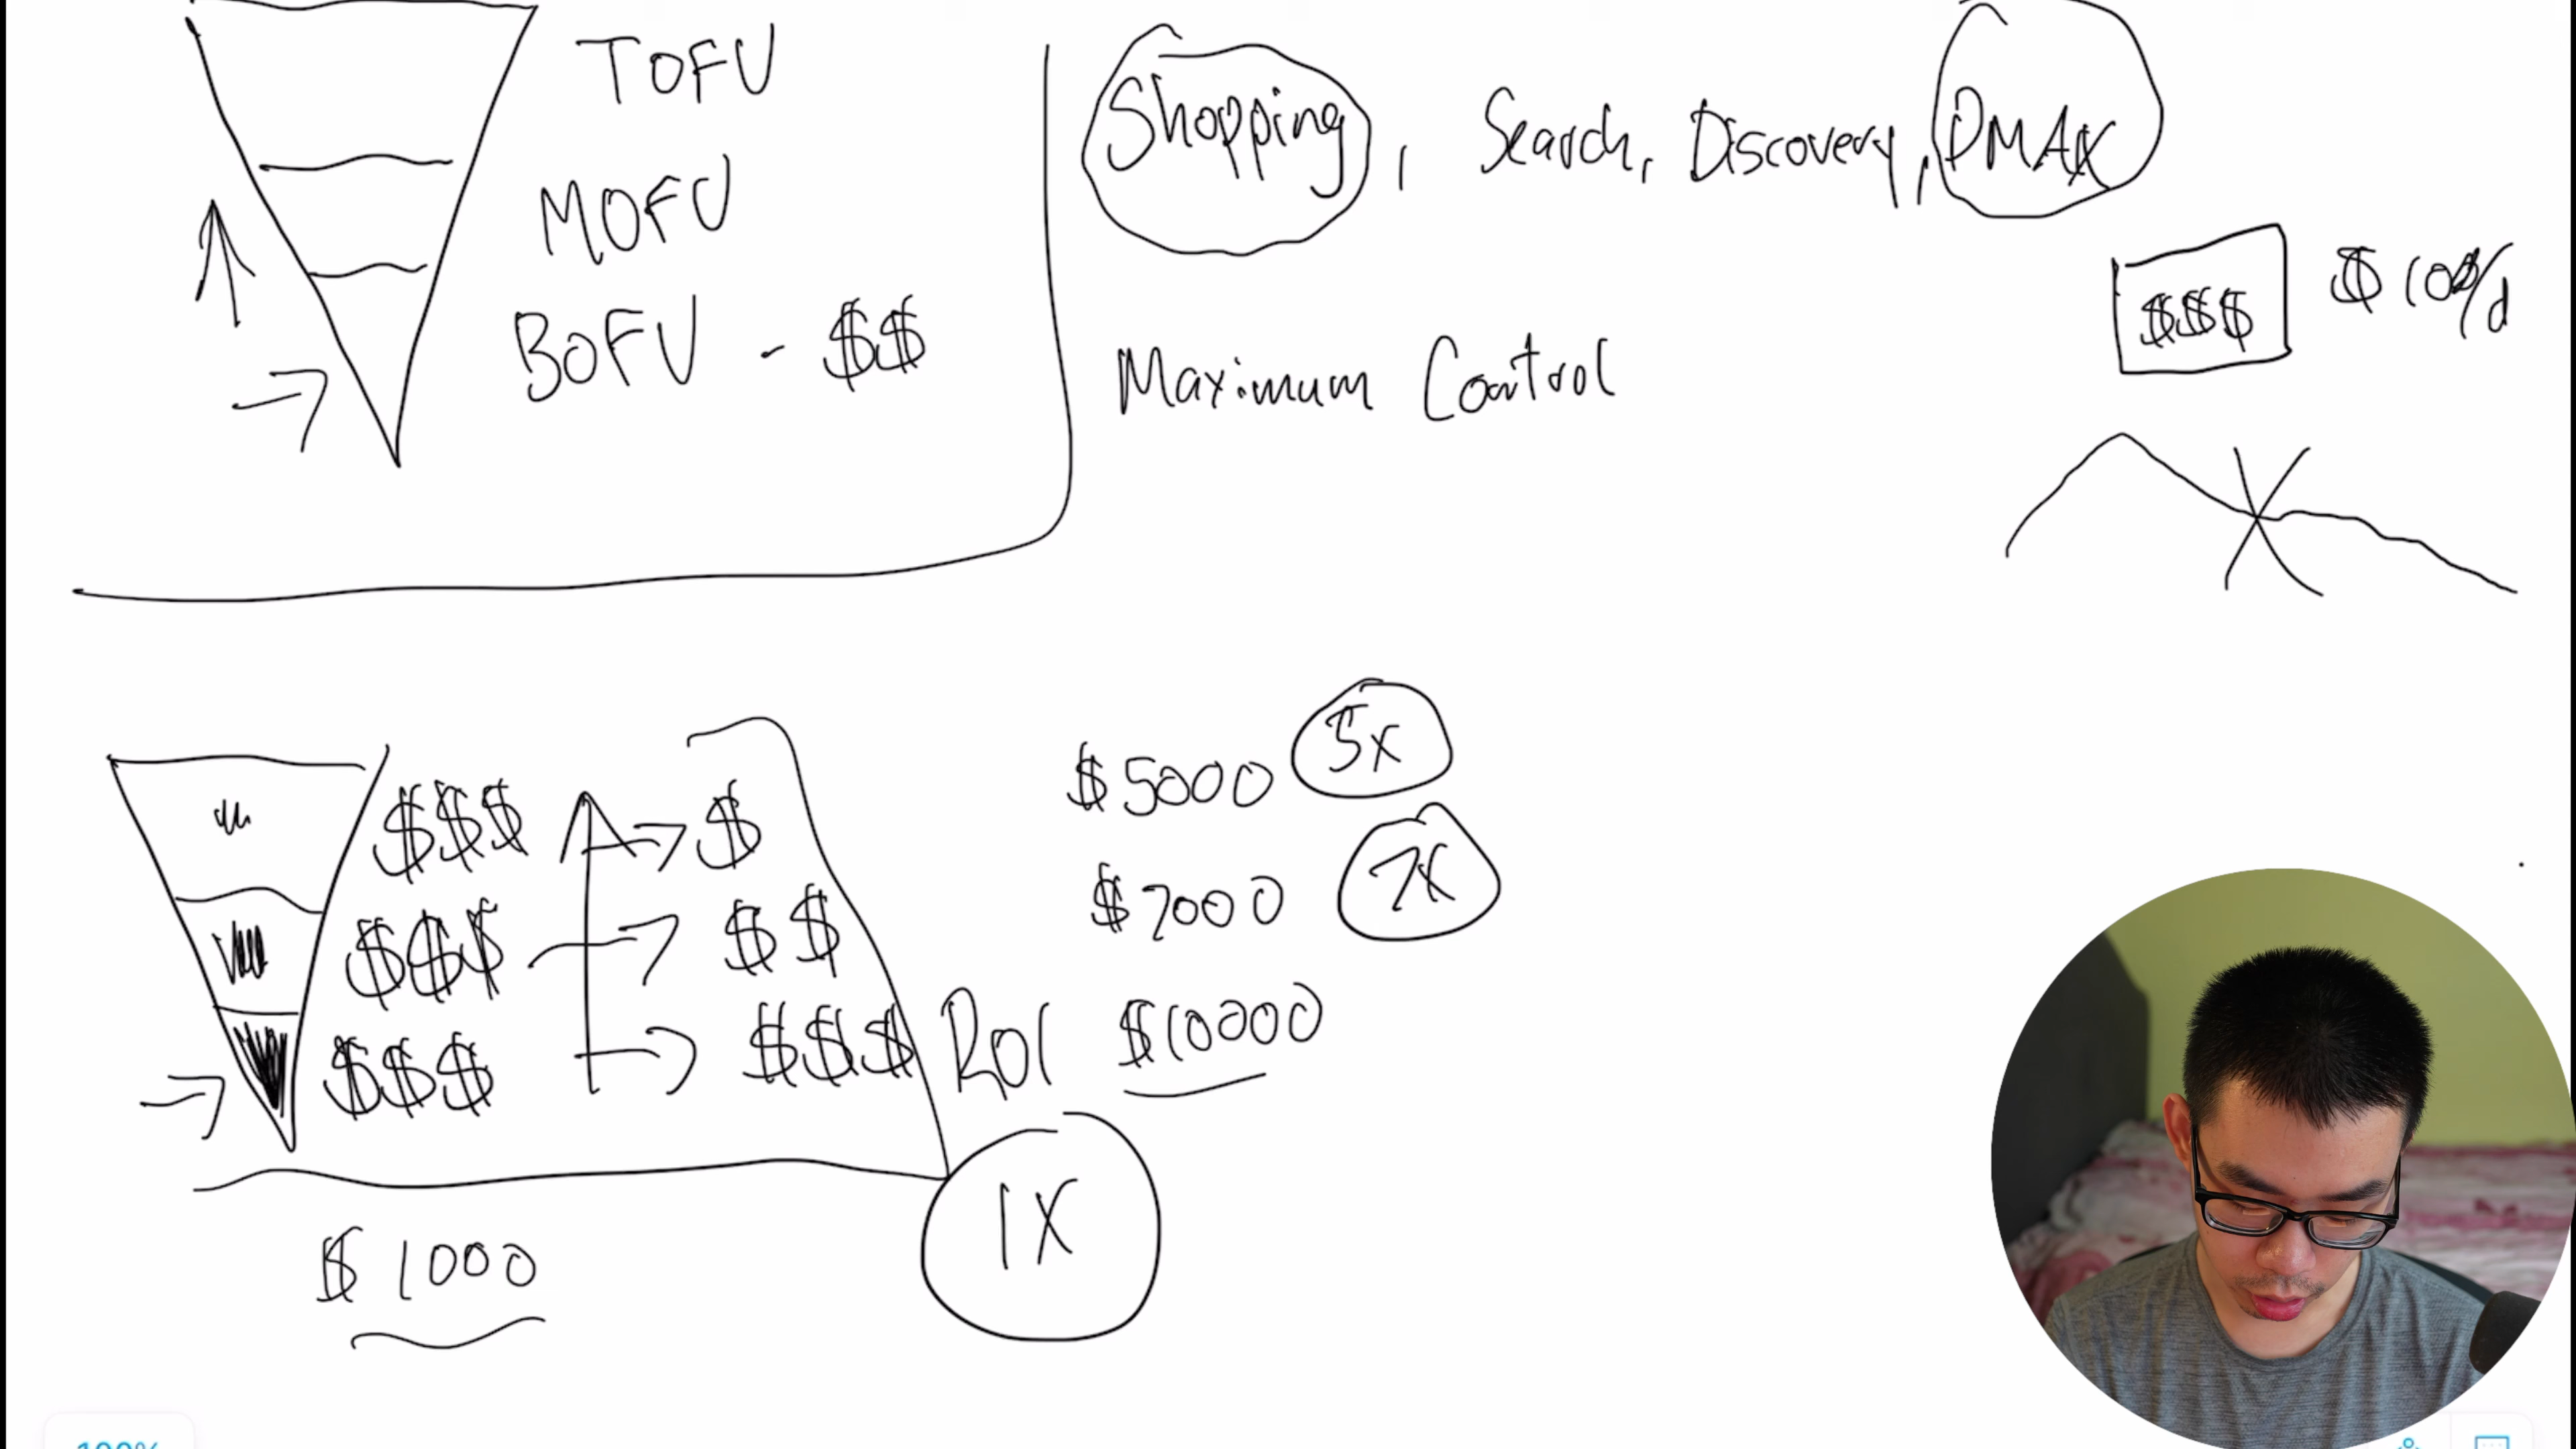 TOFU
MOFU
BOFU - $$
Shopping, Search, Discovery, PMAX
Maximum Control
$$$ $100/d
$$$ → $
$$$ → $$
$$$ → $$$ ROI
$5000 5x
$7000 7x
$10000
1X
$1000